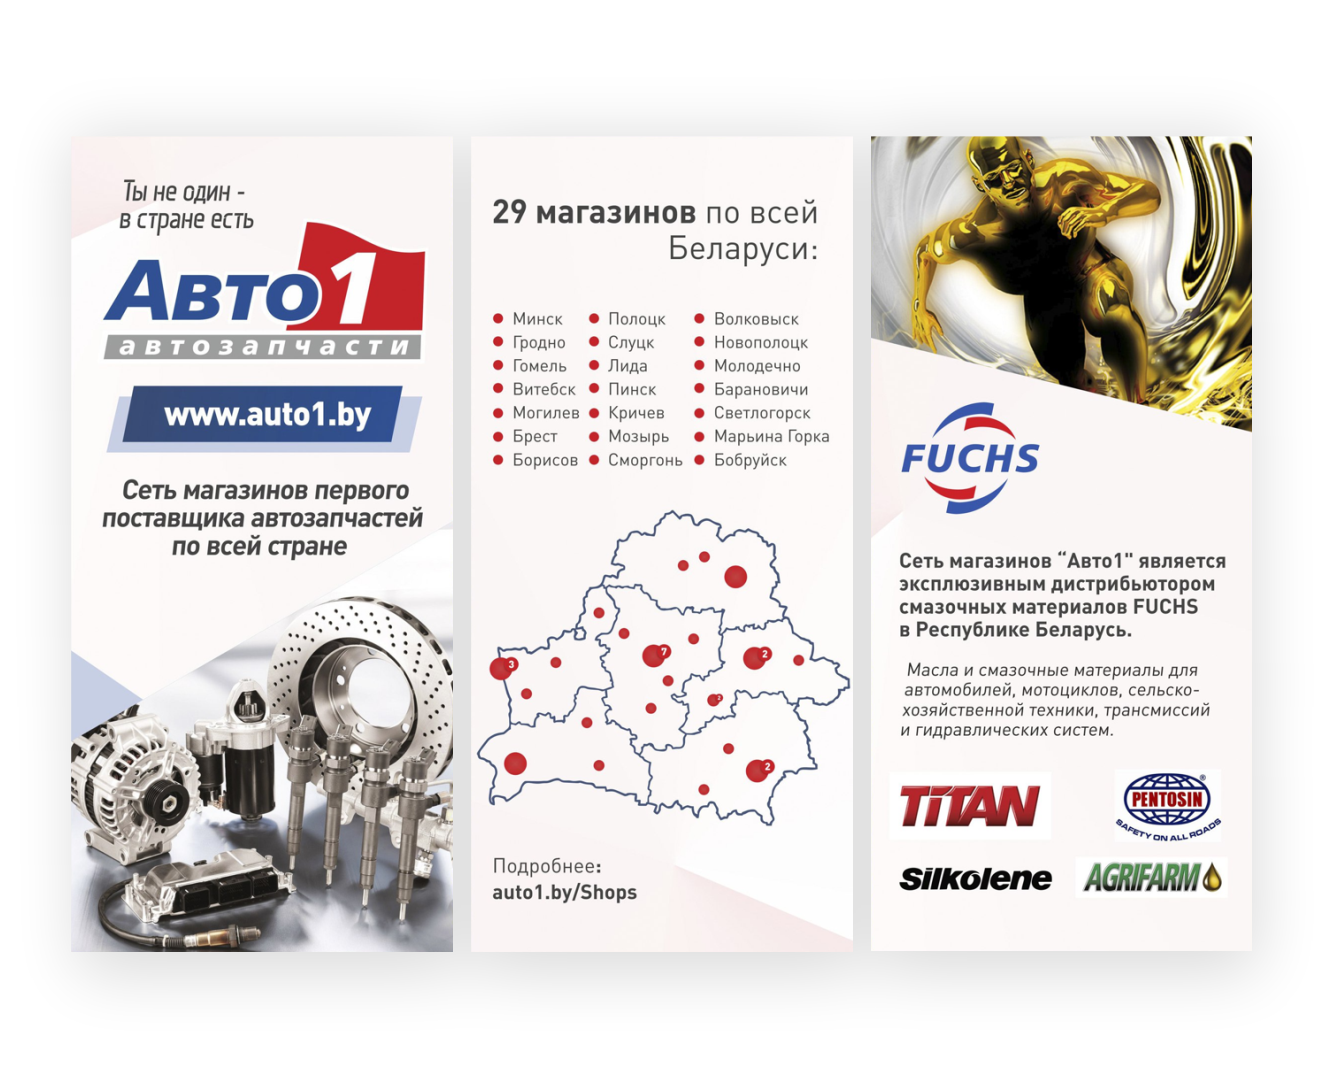 Ты не один -
в стране есть
Авто1
автозапчасти
www.auto1.by
Сеть магазинов первого
поставщика автозапчастей
по всей стране
29 магазинов по всей
Беларуси:
Минск
Гродно
Гомель
Витебск
Могилев
Брест
Борисов
Полоцк
Слуцк
Лида
Пинск
Кричев
Мозырь
Сморгонь
Волковыск
Новополоцк
Молодечно
Барановичи
Светлогорск
Марьина Горка
Бобруйск
3
7
2
2
2
Подробнее:
auto1.by/Shops
FUCHS
Сеть магазинов “Авто1" является
эксплюзивным дистрибьютором
смазочных материалов FUCHS
в Республике Беларусь.
Масла и смазочные материалы для
автомобилей, мотоциклов, сельско-
хозяйственной техники, трансмиссий
и гидравлических систем.
TiTAN
PENTOSIN ®
SAFETY ON ALL ROADS
Silkolene
AGRIFARM